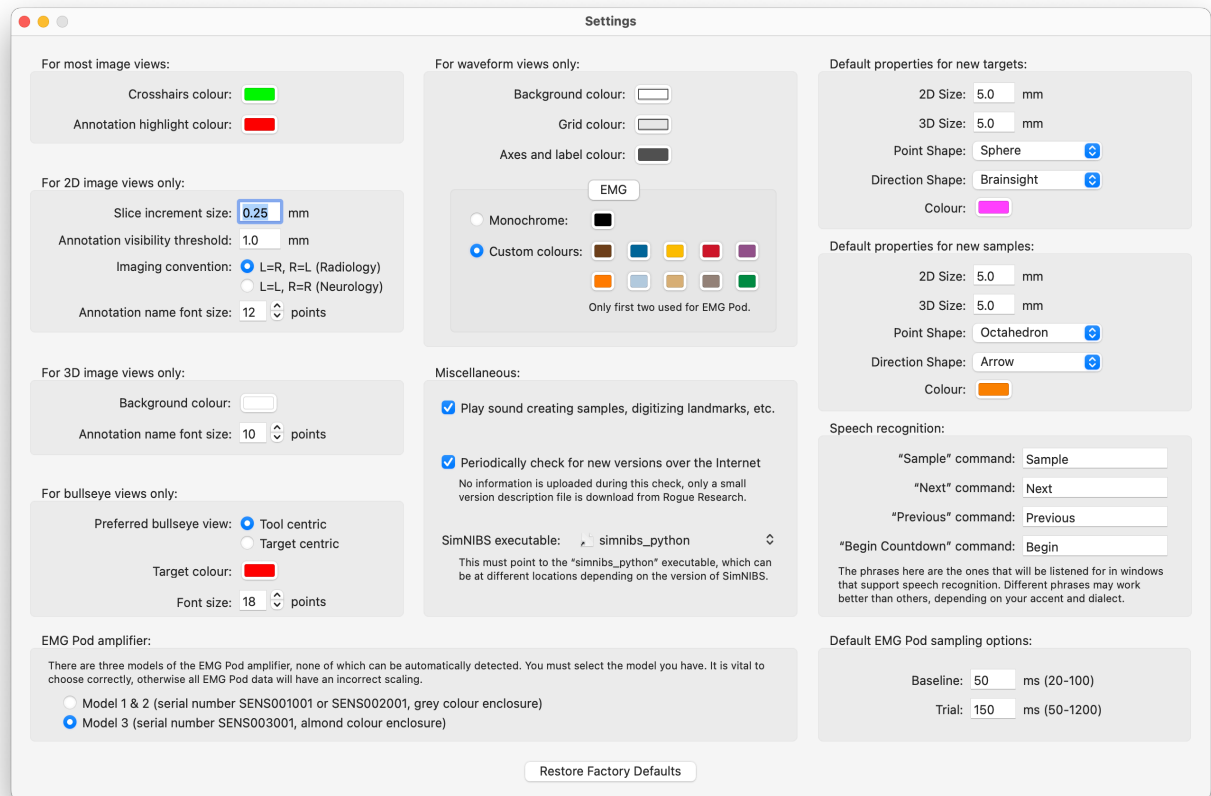 Settings
For most image views:
Crosshairs colour:
Annotation highlight colour:
For 2D image views only:
Slice increment size: 0.25 mm
Annotation visibility threshold: 1.0 mm
Imaging convention: L=R, R=L (Radiology)
L=L, R=R (Neurology)
Annotation name font size: 12 points
For 3D image views only:
Background colour:
Annotation name font size: 10 points
For bullseye views only:
Preferred bullseye view: Tool centric
Target centric
Target colour:
Font size: 18 points
For waveform views only:
Background colour:
Grid colour:
Axes and label colour:
EMG
Monochrome:
Custom colours:
Only first two used for EMG Pod.
Miscellaneous:
Play sound creating samples, digitizing landmarks, etc.
Periodically check for new versions over the Internet
No information is uploaded during this check, only a small
version description file is download from Rogue Research.
SimNIBS executable: simnibs_python
This must point to the “simnibs_python” executable, which can
be at different locations depending on the version of SimNIBS.
EMG Pod amplifier:
There are three models of the EMG Pod amplifier, none of which can be automatically detected. You must select the model you have. It is vital to
choose correctly, otherwise all EMG Pod data will have an incorrect scaling.
Model 1 & 2 (serial number SENS001001 or SENS002001, grey colour enclosure)
Model 3 (serial number SENS003001, almond colour enclosure)
Default properties for new targets:
2D Size: 5.0 mm
3D Size: 5.0 mm
Point Shape: Sphere
Direction Shape: Brainsight
Colour:
Default properties for new samples:
2D Size: 5.0 mm
3D Size: 5.0 mm
Point Shape: Octahedron
Direction Shape: Arrow
Colour:
Speech recognition:
“Sample” command: Sample
“Next” command: Next
“Previous” command: Previous
“Begin Countdown” command: Begin
The phrases here are the ones that will be listened for in windows
that support speech recognition. Different phrases may work
better than others, depending on your accent and dialect.
Default EMG Pod sampling options:
Baseline: 50 ms (20-100)
Trial: 150 ms (50-1200)
Restore Factory Defaults